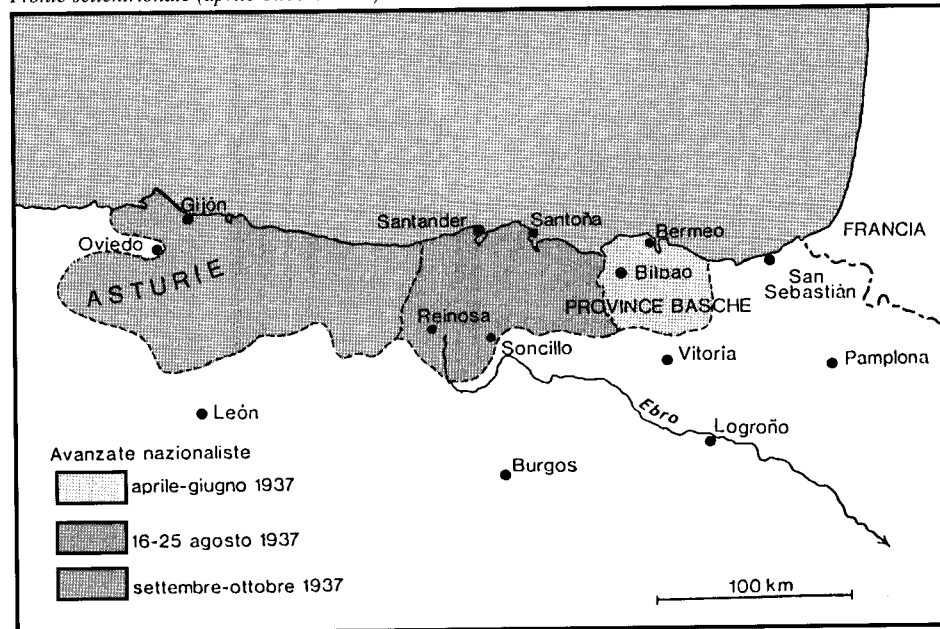 Gijón
Santander
Santoña
Bermeo
FRANCIA
Oviedo
Bilbao
San
Sebastián
ASTURIE
PROVINCE BASCHE
Reinosa
Soncillo
Vitoria
Pamplona
León
Ebro
Logroño
Burgos
Avanzate nazionaliste
aprile-giugno 1937
16-25 agosto 1937
settembre-ottobre 1937
100 km